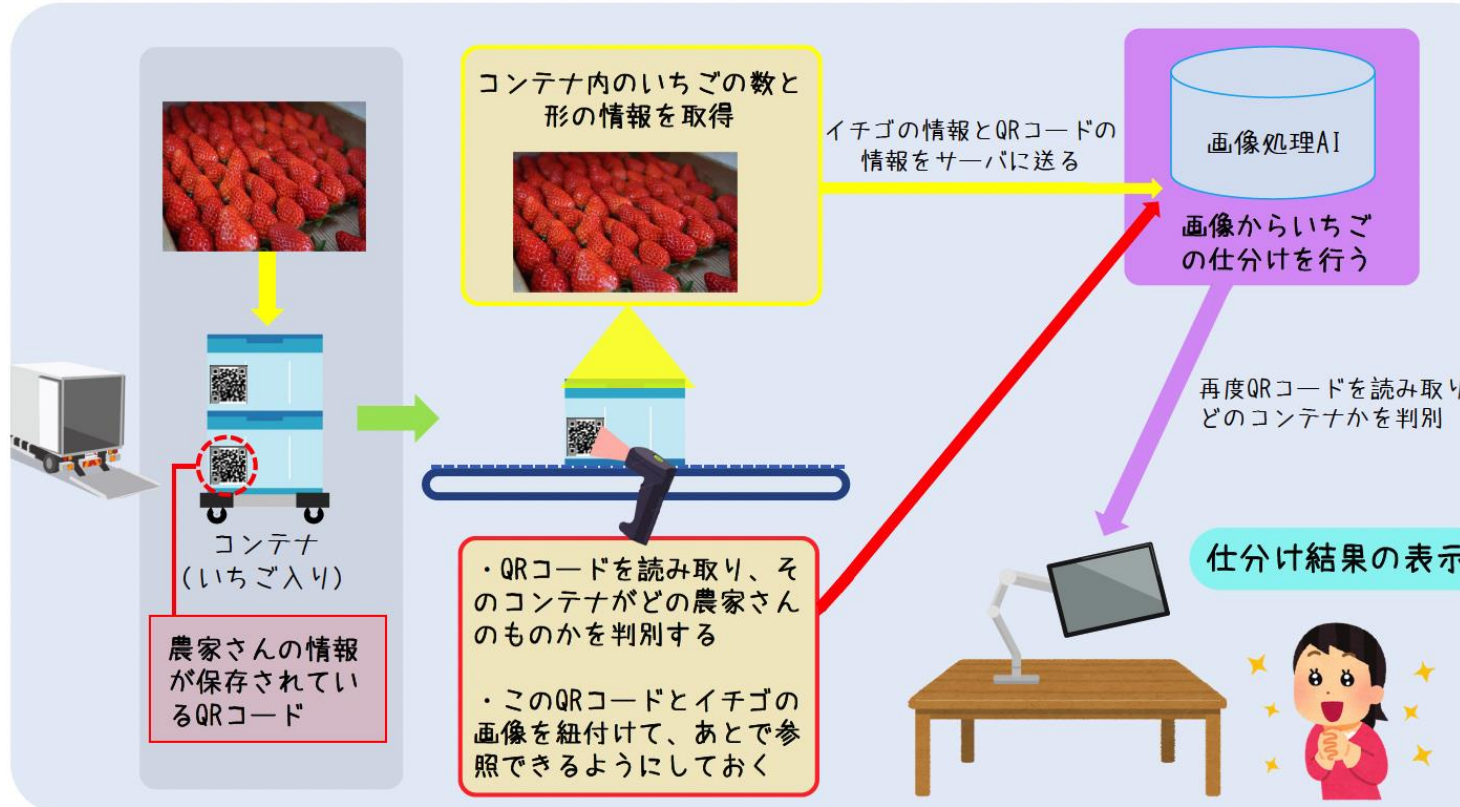 コンテナ
(いちご入り)
農家さんの情報
が保存されてい
るQRコード
コンテナ内のいちごの数と
形の情報を取得
・QRコードを読み取り、そ
のコンテナがどの農家さん
のものかを判別する
・このQRコードとイチゴの
画像を紐付けて、あとで参
照できるようにしておく
イチゴの情報とQRコードの
情報をサーバに送る
画像処理AI
画像からいちご
の仕分けを行う
再度QRコードを読み取り
どのコンテナかを判別
仕分け結果の表示